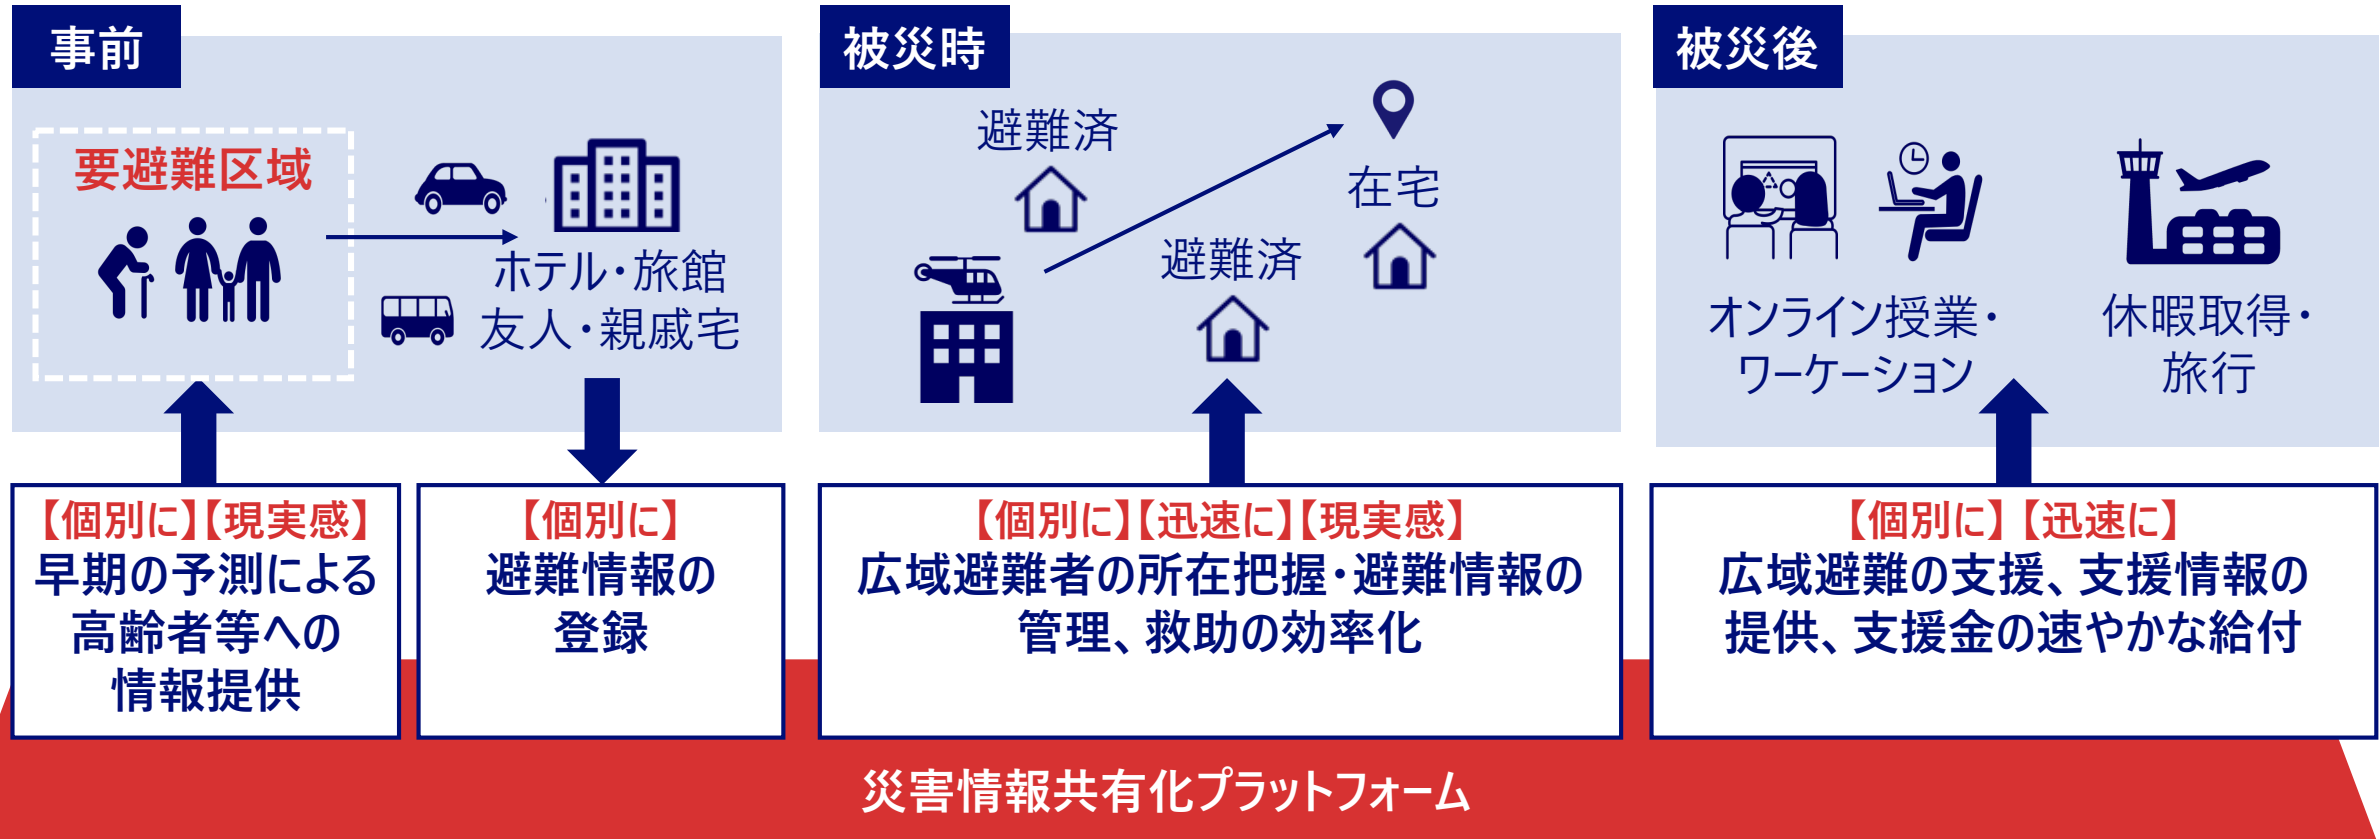 事前
要避難区域
ホテル・旅館
友人・親戚宅
【個別に】【現実感】
早期の予測による
高齢者等への
情報提供
【個別に】
避難情報の
登録
被災時
避難済
避難済
在宅
【個別に】【迅速に】【現実感】
広域避難者の所在把握・避難情報の
管理、救助の効率化
被災後
オンライン授業・
ワーケーション
休暇取得・
旅行
【個別に】【迅速に】
広域避難の支援、支援情報の
提供、支援金の速やかな給付
災害情報共有化プラットフォーム